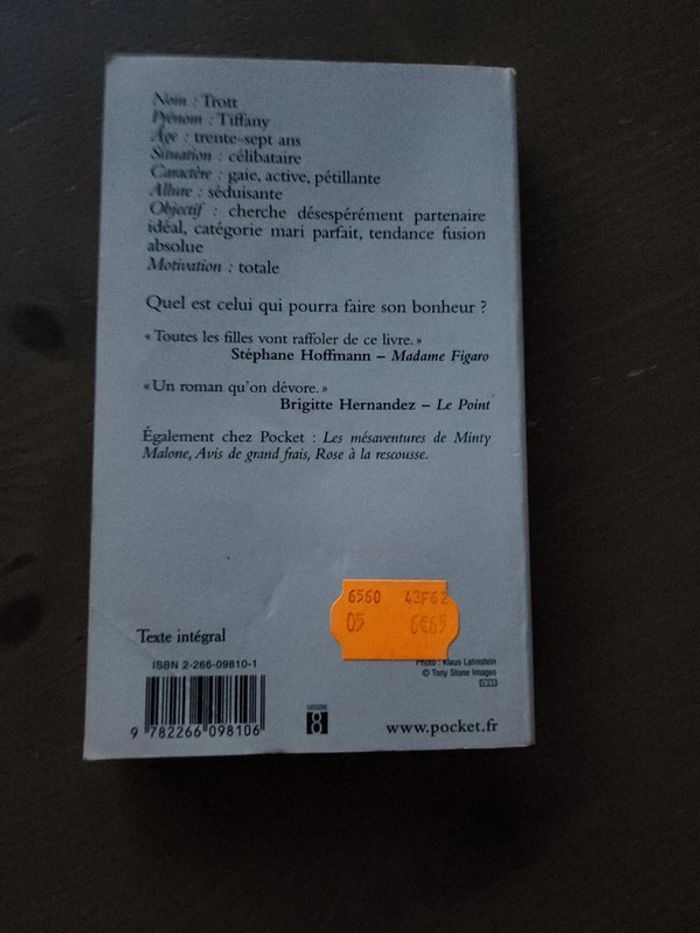 Nom : Trott
Prénom : Tiffany
Âge : trente-sept ans
Situation : célibataire
Caractère : gaie, active, pétillante
Allure : séduisante
Objectif : cherche désespérément partenaire
idéal, catégorie mari parfait, tendance fusion
absolue
Motivation : totale
Quel est celui qui pourra faire son bonheur ?
« Toutes les filles vont raffoler de ce livre. »
Stéphane Hoffmann – Madame Figaro
« Un roman qu'on dévore. »
Brigitte Hernandez – Le Point
Également chez Pocket : Les mésaventures de Minty
Malone, Avis de grand frais, Rose à la rescousse.
6560 43F62
05 6€65
Texte intégral
ISBN 2-266-09810-1
Photo : Klaus Lahnstein
© Tony Stone Images
9 782266 098106
CATÉGORIE
8
www.pocket.fr